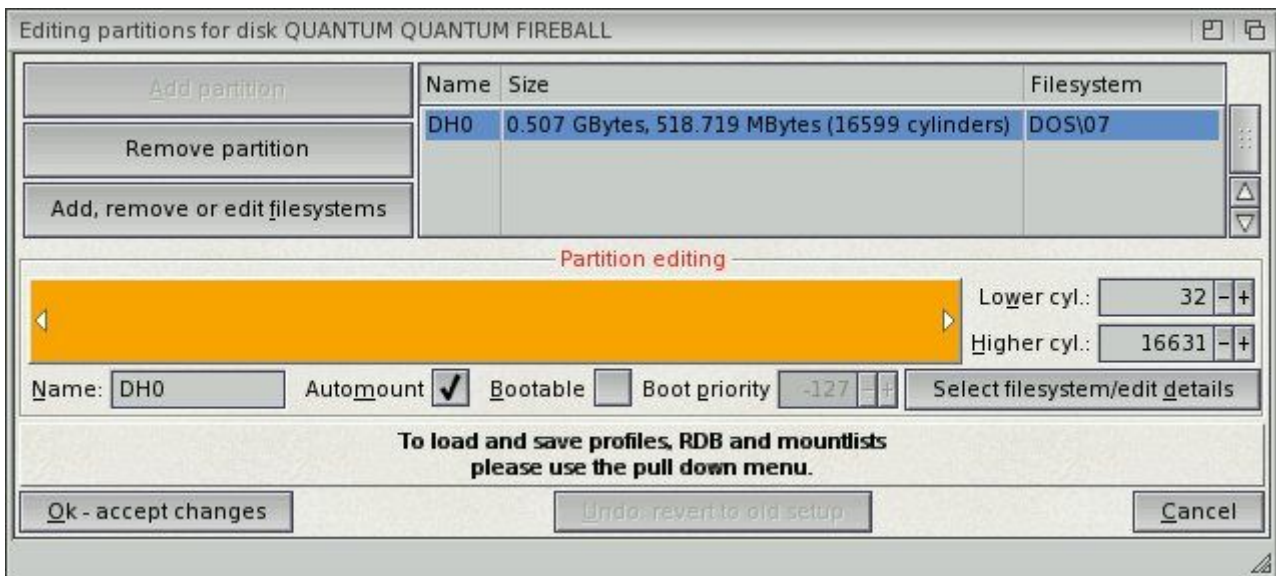 Editing partitions for disk QUANTUM QUANTUM FIREBALL
Add partition
Remove partition
Add, remove or edit filesystems
Name Size Filesystem
DH0 0.507 GBytes, 518.719 MBytes (16599 cylinders) DOS\07
Partition editing
Lower cyl.: 32 - +
Higher cyl.: 16631 - +
Name: DH0 Automount Bootable Boot priority -127 - + Select filesystem/edit details
To load and save profiles, RDB and mountlists
please use the pull down menu.
Ok - accept changes Undo revert to old setup Cancel